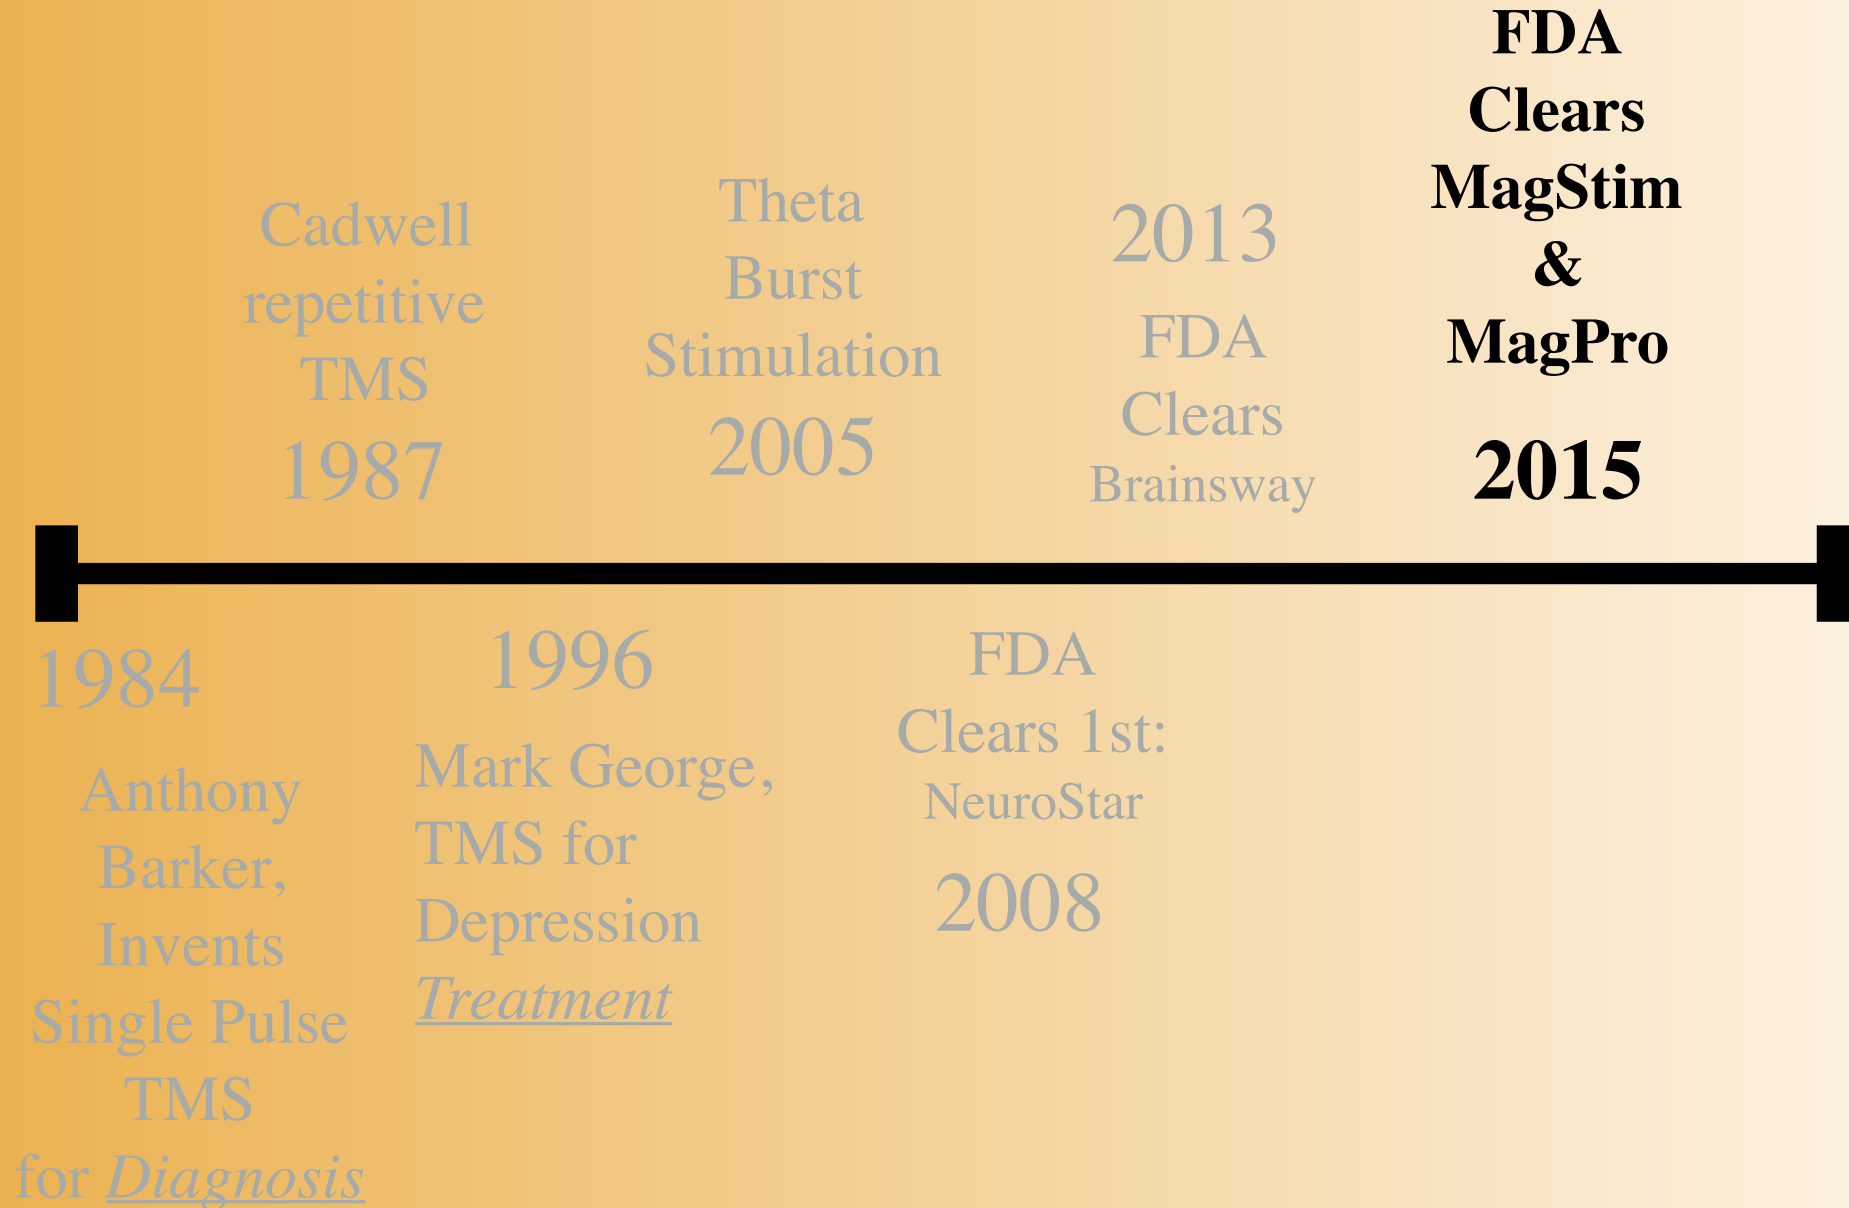 Cadwell
repetitive
TMS
1987
Theta
Burst
Stimulation
2005
2013
FDA
Clears
Brainsway
FDA
Clears
MagStim
&
MagPro
2015
1984
Anthony
Barker,
Invents
Single Pulse
TMS
for Diagnosis
1996
Mark George,
TMS for
Depression
Treatment
FDA
Clears 1st:
NeuroStar
2008